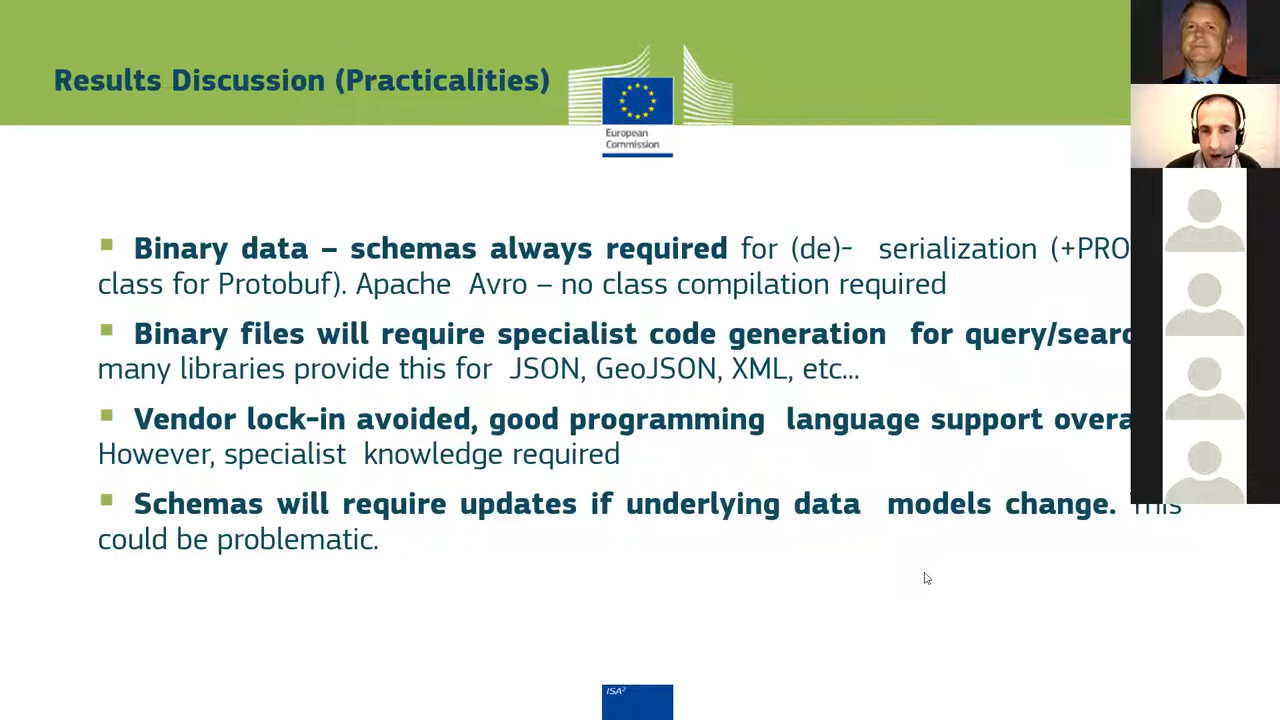 Results Discussion (Practicalities)
European
Commission
▪ Binary data – schemas always required for (de)- serialization (+PRO
class for Protobuf). Apache Avro – no class compilation required
▪ Binary files will require specialist code generation for query/searc
many libraries provide this for JSON, GeoJSON, XML, etc...
▪ Vendor lock-in avoided, good programming language support overa
However, specialist knowledge required
▪ Schemas will require updates if underlying data models change. This
could be problematic.
ISA²